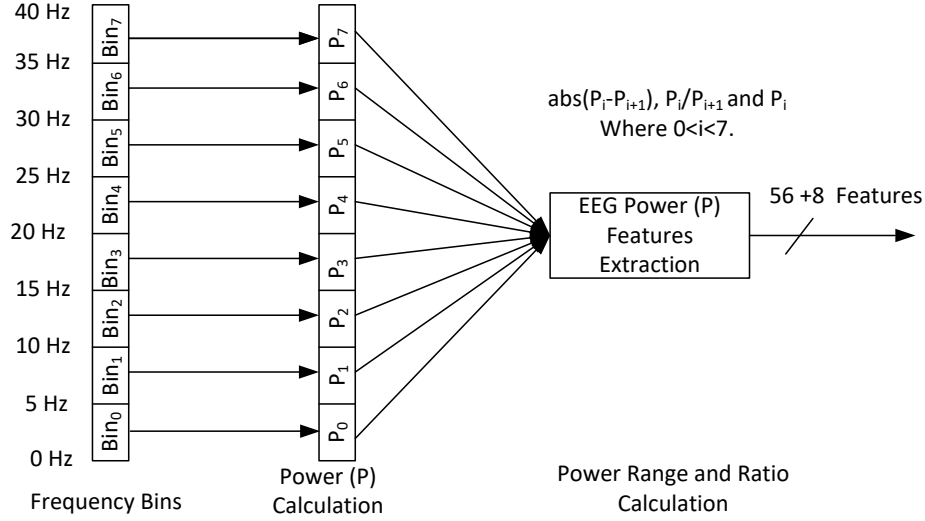 40 Hz
35 Hz
30 Hz
25 Hz
20 Hz
15 Hz
10 Hz
5 Hz
0 Hz
Bin₇
Bin₆
Bin₅
Bin₄
Bin₃
Bin₂
Bin₁
Bin₀
Frequency Bins
P₇
P₆
P₅
P₄
P₃
P₂
P₁
P₀
Power (P)
Calculation
abs(Pᵢ-Pᵢ₊₁), Pᵢ/Pᵢ₊₁ and Pᵢ
Where 0<i<7.
EEG Power (P)
Features
Extraction
56 +8 Features
Power Range and Ratio
Calculation